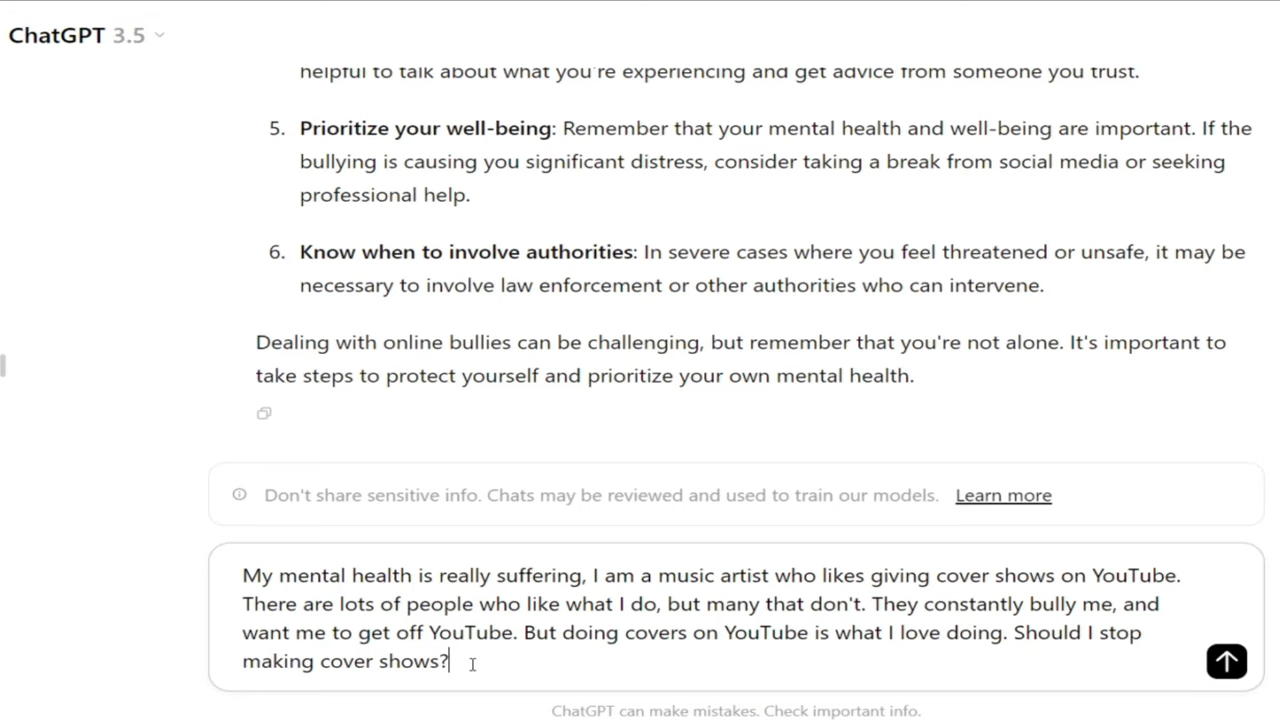 ChatGPT 3.5
helpful to talk about what you're experiencing and get advice from someone you trust.
5. Prioritize your well-being: Remember that your mental health and well-being are important. If the
bullying is causing you significant distress, consider taking a break from social media or seeking
professional help.
6. Know when to involve authorities: In severe cases where you feel threatened or unsafe, it may be
necessary to involve law enforcement or other authorities who can intervene.
Dealing with online bullies can be challenging, but remember that you're not alone. It's important to
take steps to protect yourself and prioritize your own mental health.
Don't share sensitive info. Chats may be reviewed and used to train our models. Learn more
My mental health is really suffering, I am a music artist who likes giving cover shows on YouTube.
There are lots of people who like what I do, but many that don't. They constantly bully me, and
want me to get off YouTube. But doing covers on YouTube is what I love doing. Should I stop
making cover shows?
ChatGPT can make mistakes. Check important info.